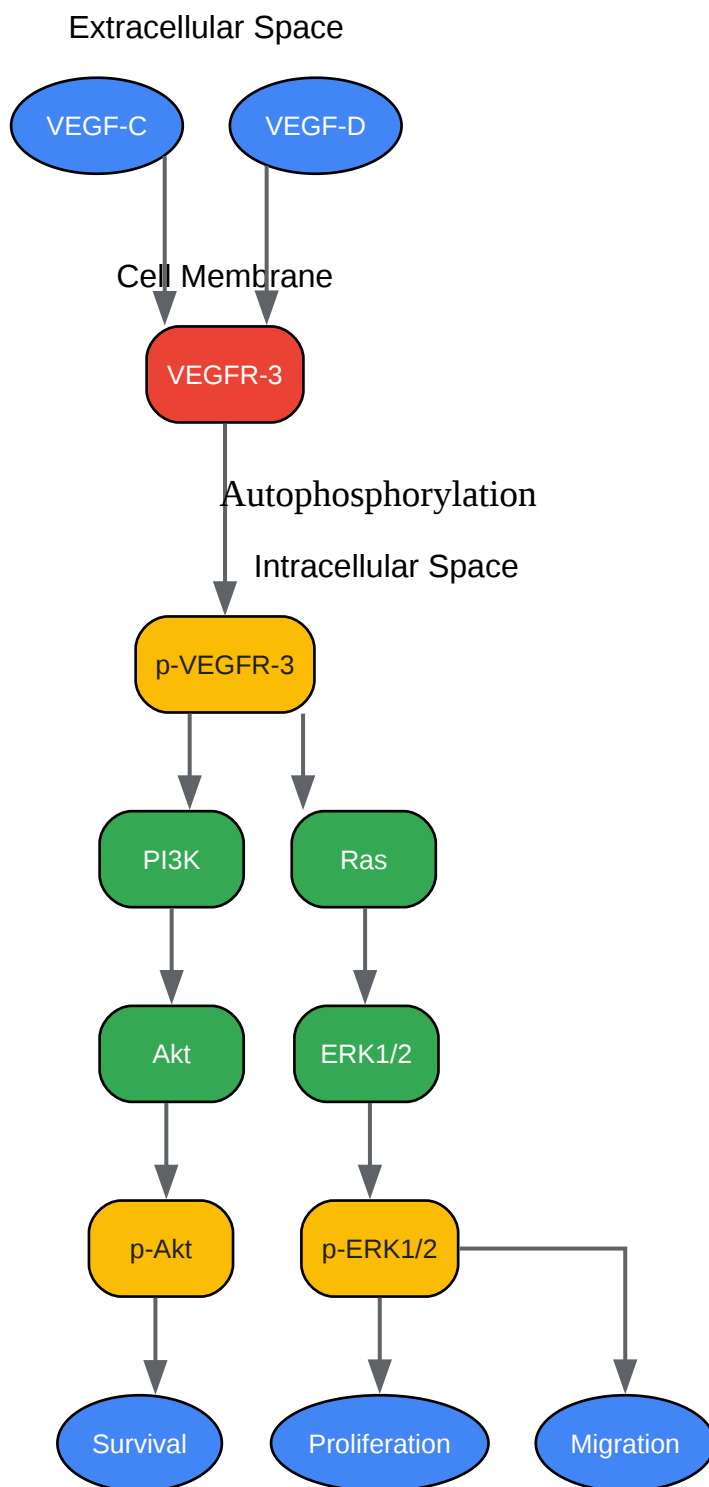 Extracellular Space
VEGF-C
VEGF-D
Cell Membrane
VEGFR-3
Autophosphorylation
Intracellular Space
p-VEGFR-3
PI3K
Ras
Akt
ERK1/2
p-Akt
p-ERK1/2
Survival
Proliferation
Migration